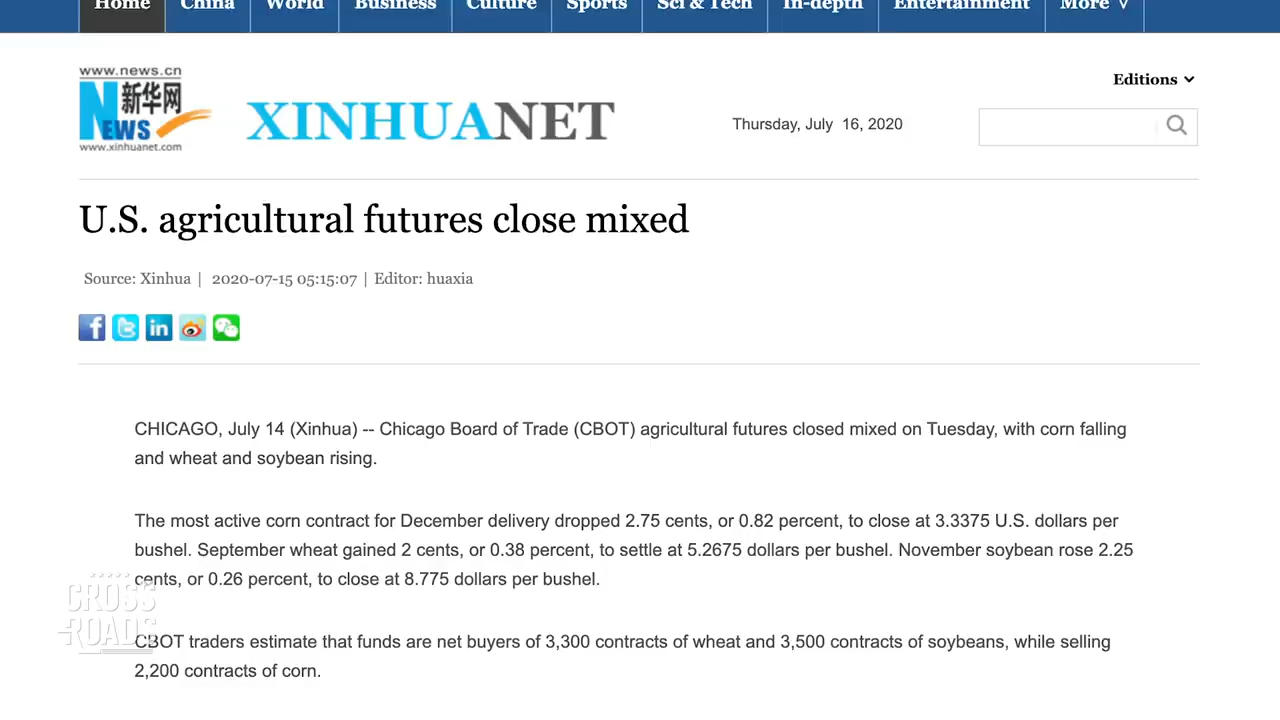 Home China World Business Culture Sports Sci & Tech In-depth Entertainment More ∨
www.news.cn
新华网
NEWS
www.xinhuanet.com
XINHUANET
Thursday, July 16, 2020
Editions
U.S. agricultural futures close mixed
Source: Xinhua | 2020-07-15 05:15:07 | Editor: huaxia
CHICAGO, July 14 (Xinhua) -- Chicago Board of Trade (CBOT) agricultural futures closed mixed on Tuesday, with corn falling
and wheat and soybean rising.
The most active corn contract for December delivery dropped 2.75 cents, or 0.82 percent, to close at 3.3375 U.S. dollars per
bushel. September wheat gained 2 cents, or 0.38 percent, to settle at 5.2675 dollars per bushel. November soybean rose 2.25
cents, or 0.26 percent, to close at 8.775 dollars per bushel.
CROSS
ROADS
CBOT traders estimate that funds are net buyers of 3,300 contracts of wheat and 3,500 contracts of soybeans, while selling
2,200 contracts of corn.